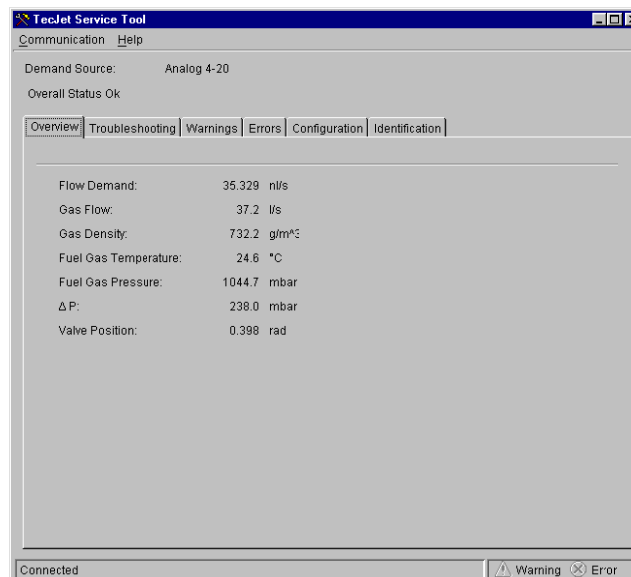 TecJet Service Tool
Communication Help
Demand Source: Analog 4-20
Overall Status Ok
Overview Troubleshooting Warnings Errors Configuration Identification
Flow Demand: 35.329 nl/s
Gas Flow: 37.2 l/s
Gas Density: 732.2 g/m^3
Fuel Gas Temperature: 24.6 °C
Fuel Gas Pressure: 1044.7 mbar
Δ P: 238.0 mbar
Valve Position: 0.398 rad
Connected Warning Error